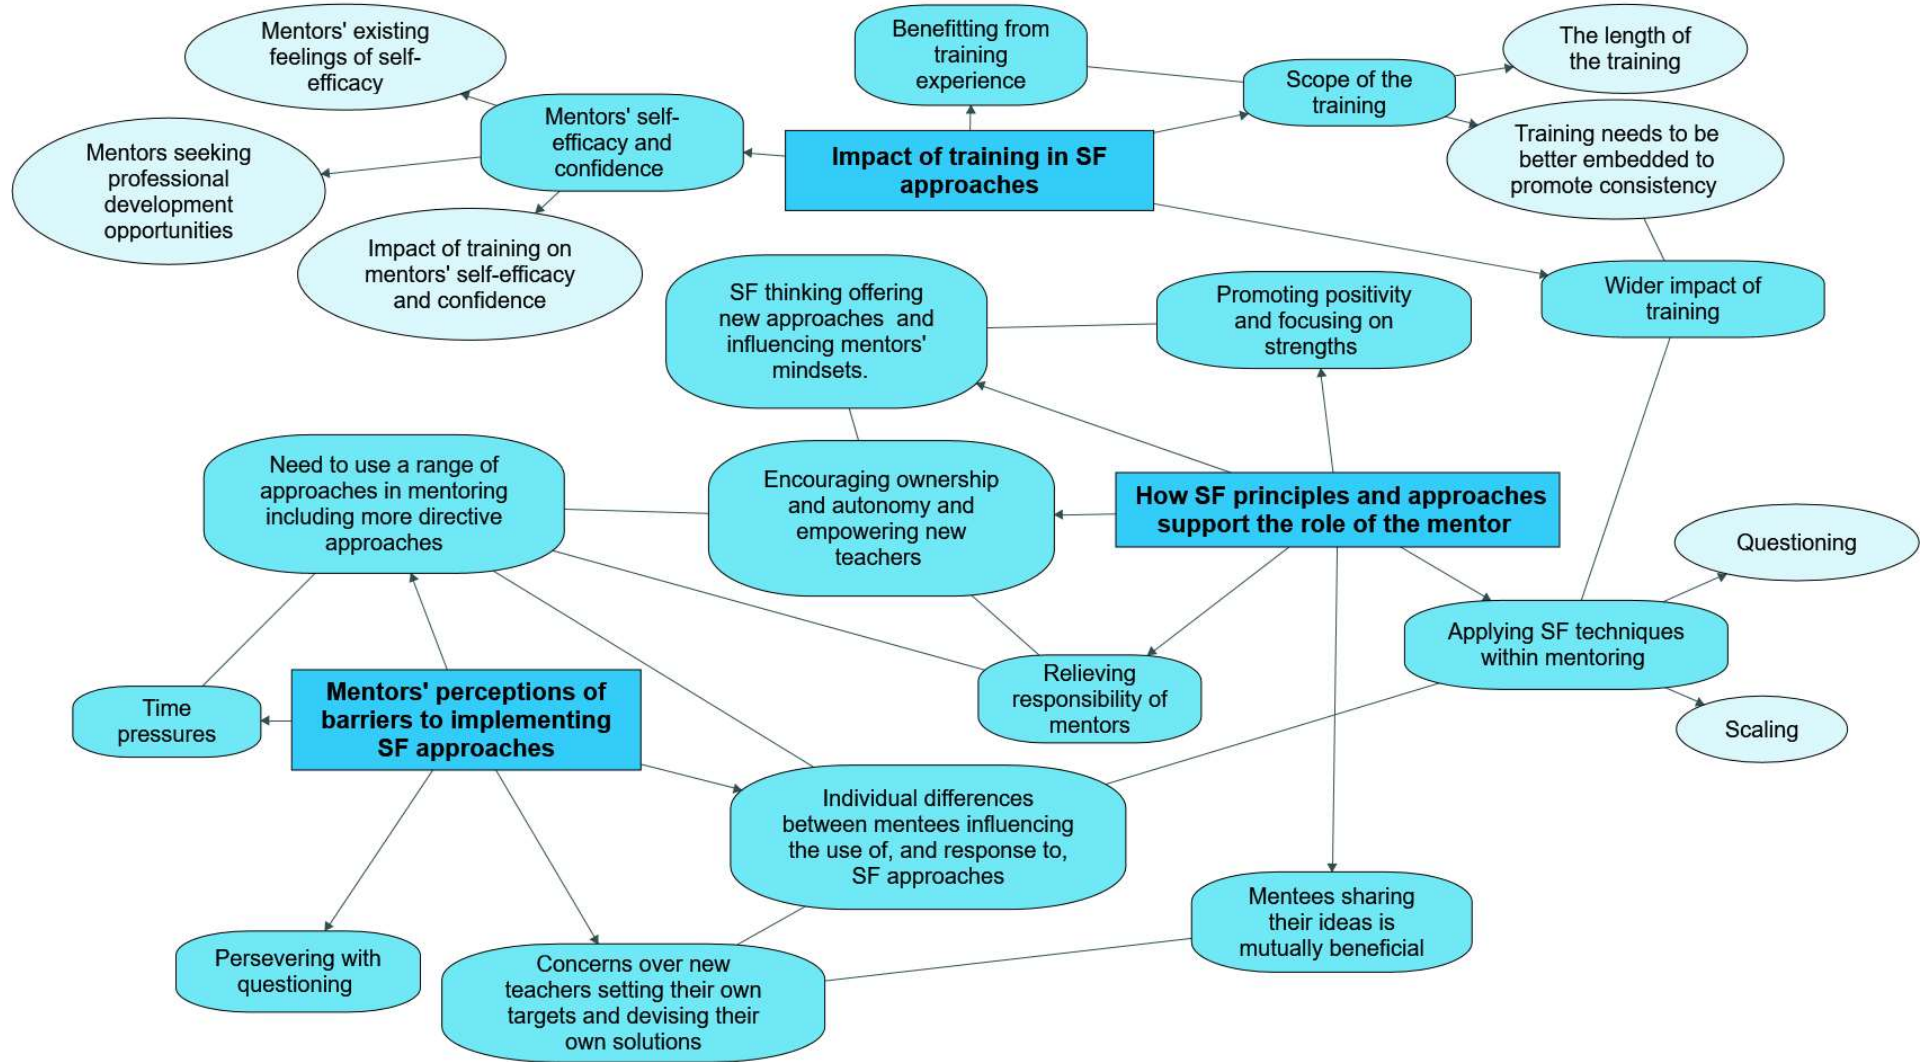 Mentors' existing
feelings of self-
efficacy
Benefitting from
training
experience
The length of
the training
Scope of the
training
Mentors' self-
efficacy and
confidence
Impact of training in SF
approaches
Training needs to be
better embedded to
promote consistency
Mentors seeking
professional
development
opportunities
Impact of training on
mentors' self-efficacy
and confidence
SF thinking offering
new approaches  and
influencing mentors'
mindsets.
Promoting positivity
and focusing on
strengths
Wider impact of
training
Need to use a range of
approaches in mentoring
including more directive
approaches
Encouraging ownership
and autonomy and
empowering new
teachers
How SF principles and approaches
support the role of the mentor
Questioning
Applying SF techniques
within mentoring
Relieving
responsibility of
mentors
Time
pressures
Mentors' perceptions of
barriers to implementing
SF approaches
Scaling
Individual differences
between mentees influencing
the use of, and response to,
SF approaches
Mentees sharing
their ideas is
mutually beneficial
Persevering with
questioning
Concerns over new
teachers setting their own
targets and devising their
own solutions